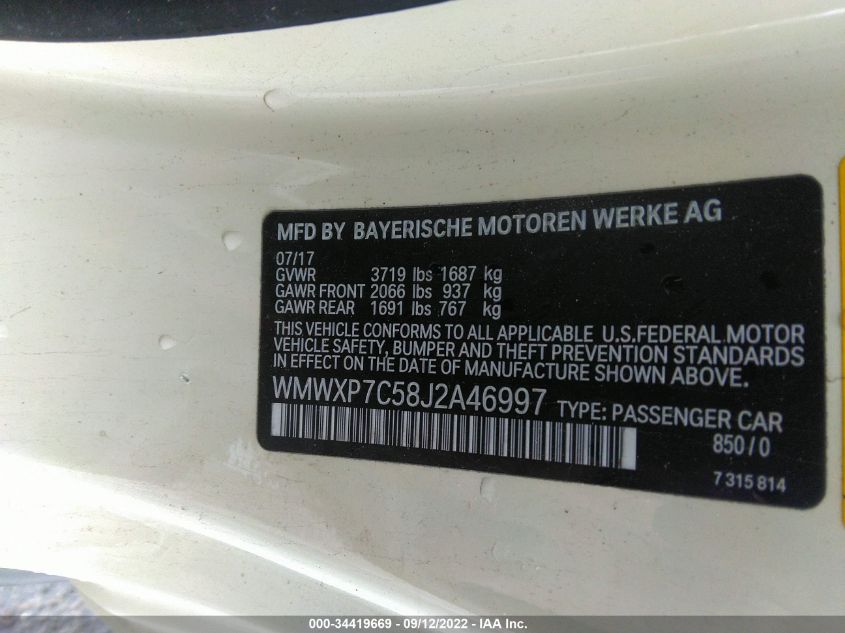 MFD BY BAYERISCHE MOTOREN WERKE AG
07/17
GVWR 3719 lbs 1687 kg
GAWR FRONT 2066 lbs 937 kg
GAWR REAR 1691 lbs 767 kg
THIS VEHICLE CONFORMS TO ALL APPLICABLE U.S.FEDERAL MOTOR
VEHICLE SAFETY, BUMPER AND THEFT PREVENTION STANDARDS
IN EFFECT ON THE DATE OF MANUFACTURE SHOWN ABOVE.
WMWXP7C58J2A46997 TYPE: PASSENGER CAR
850/0
7 315 814
000-34419669 - 09/12/2022 - Copyright IAA, Inc.